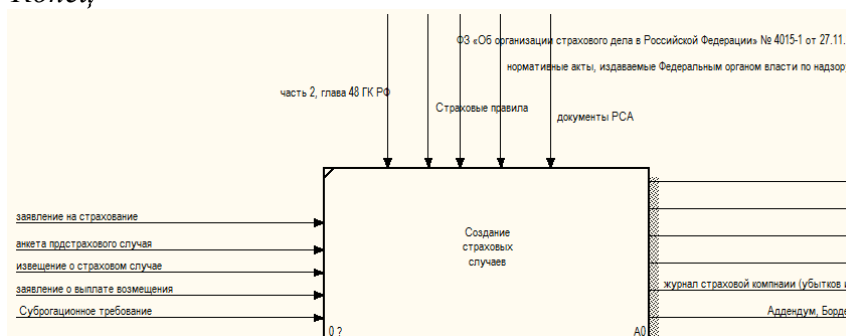 Конец
ФЗ «Об организации страхового дела в Российской Федерации» № 4015-1 от 27.11.
нормативные акты, издаваемые Федеральным органом власти по надзор
часть 2, глава 48 ГК РФ
Страховые правила
документы РСА
заявление на страхование
анкета прдстрахового случая
извещение о страховом случае
заявление о выплате возмещения
Суброгационное требование
Создание
страховых
случаев
журнал страховой компнаии (убытков и
Аддендум, Борде
0 ?
A0